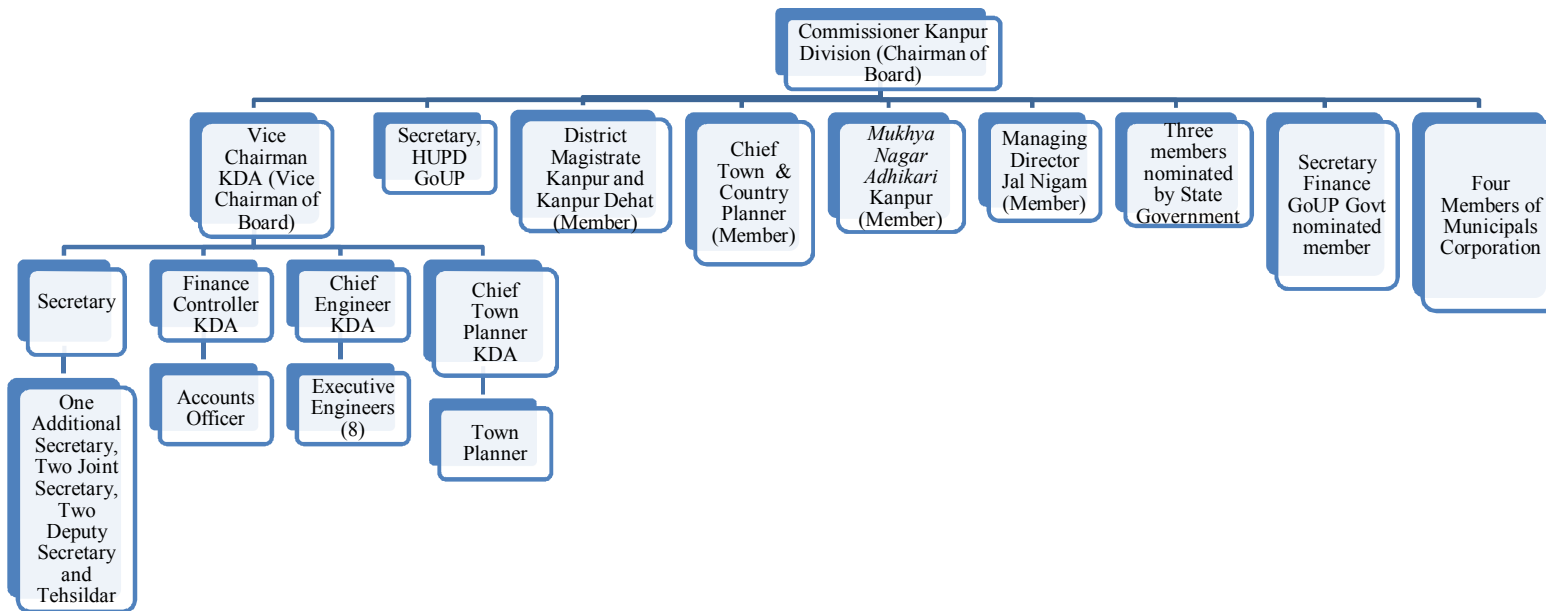 Commissioner Kanpur
Division (Chairman of
Board)
Vice
Chairman
KDA (Vice
Chairman of
Board)
Secretary,
HUPD
GoUP
District
Magistrate
Kanpur and
Kanpur Dehat
(Member)
Chief
Town & Country
Planner
(Member)
Mukhya
Nagar
Adhikari
Kanpur
(Member)
Managing
Director
Jal Nigam
(Member)
Three
members
nominated
by State
Government
Secretary
Finance
GoUP Govt
nominated
member
Four
Members of
Municipals
Corporation
Secretary
Finance
Controller
KDA
Chief
Engineer
KDA
Chief
Town
Planner
KDA
One
Additional
Secretary,
Two Joint
Secretary,
Two
Deputy
Secretary
and
Tehsildar
Accounts
Officer
Executive
Engineers
(8)
Town
Planner